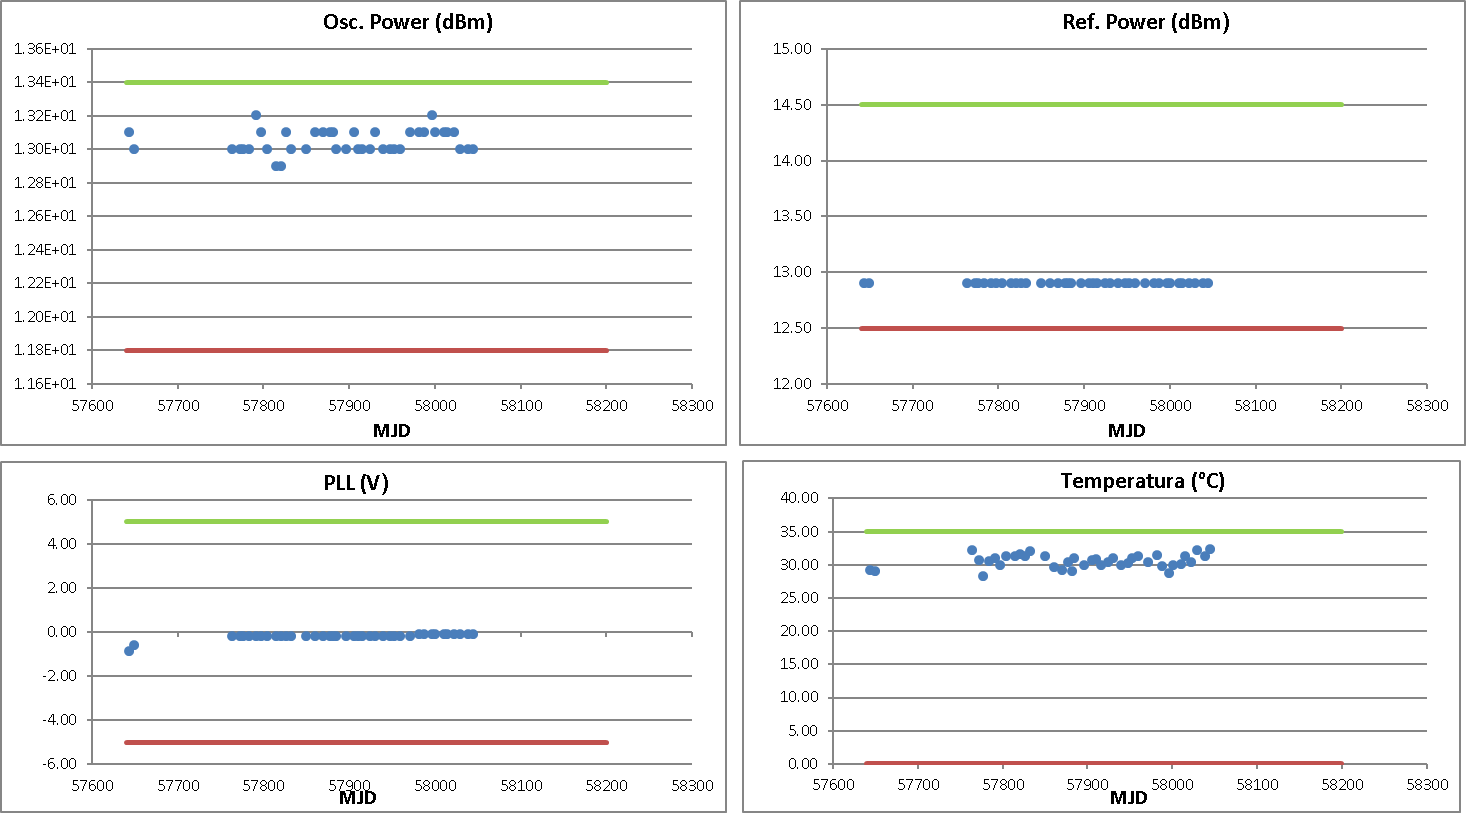 Osc. Power (dBm)
1.36E+01
1.34E+01
1.32E+01
1.30E+01
1.28E+01
1.26E+01
1.24E+01
1.22E+01
1.20E+01
1.18E+01
1.16E+01
57600 57700 57800 57900 58000 58100 58200 58300
MJD
Ref. Power (dBm)
15.00
14.50
14.00
13.50
13.00
12.50
12.00
57600 57700 57800 57900 58000 58100 58200 58300
MJD
PLL (V)
6.00
4.00
2.00
0.00
-2.00
-4.00
-6.00
57600 57700 57800 57900 58000 58100 58200 58300
MJD
Temperatura (°C)
40.00
35.00
30.00
25.00
20.00
15.00
10.00
5.00
0.00
57600 57700 57800 57900 58000 58100 58200 58300
MJD